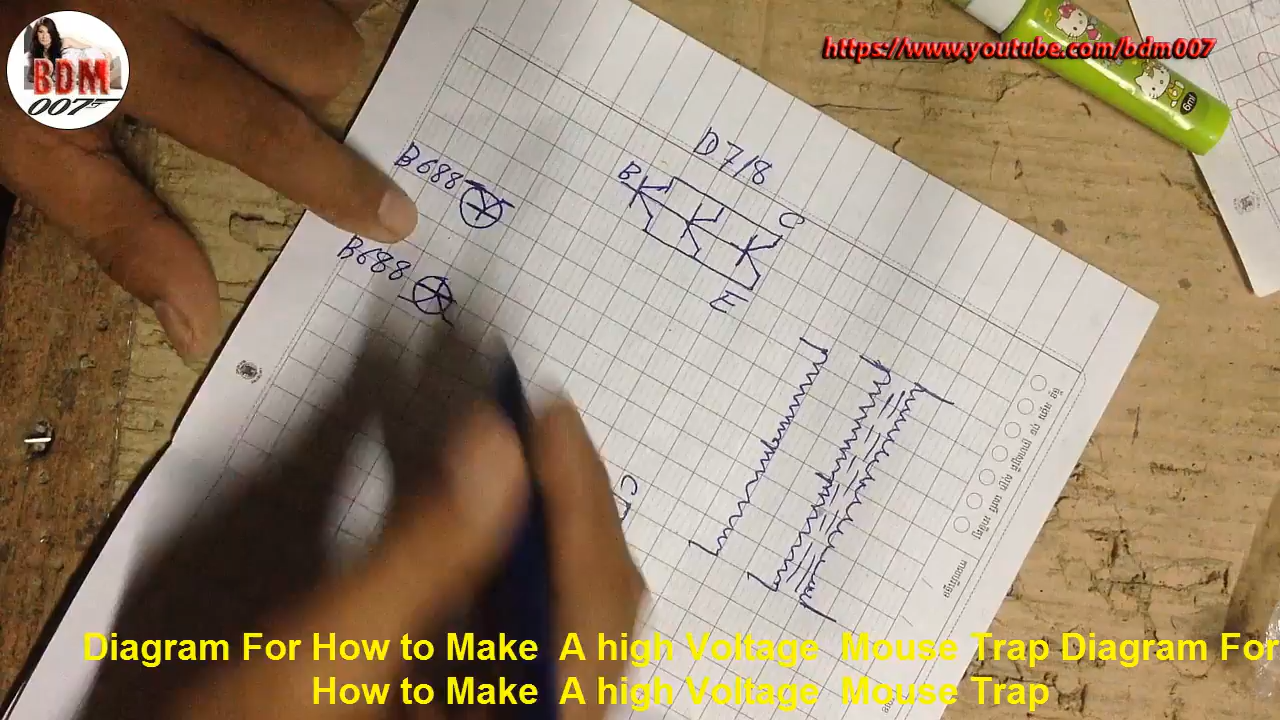 BDM
007
https://www.youtube.com/bdm007
6ml
D718
B
C
E
B688
B688
Diagram For How to Make A high Voltage Mouse Trap Diagram For
How to Make A high Voltage Mouse Trap